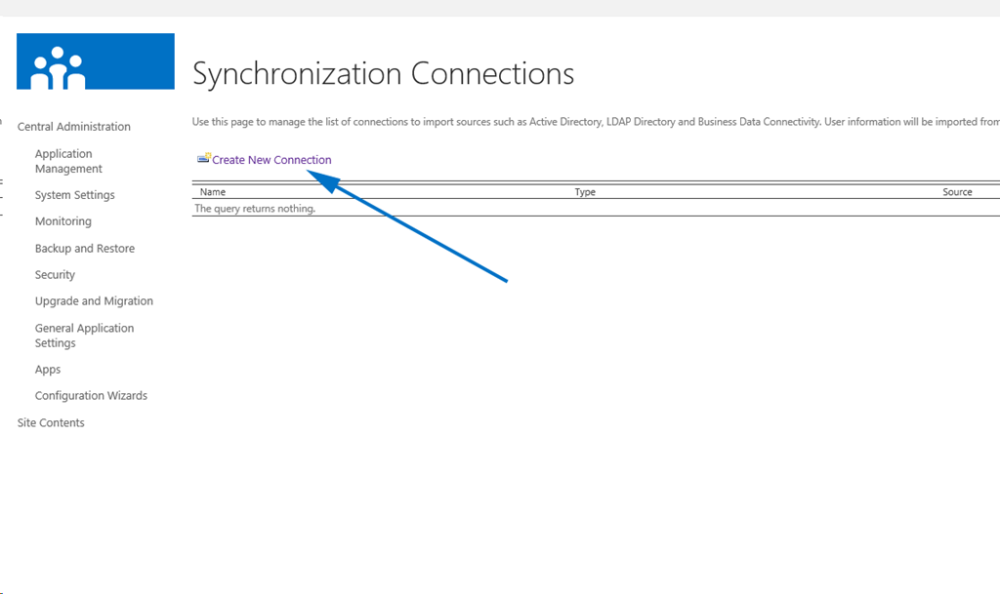 Synchronization Connections
Central Administration
Use this page to manage the list of connections to import sources such as Active Directory, LDAP Directory and Business Data Connectivity. User information will be imported from
Application
Management
Create New Connection
System Settings
Name Type Source
The query returns nothing.
Monitoring
Backup and Restore
Security
Upgrade and Migration
General Application
Settings
Apps
Configuration Wizards
Site Contents